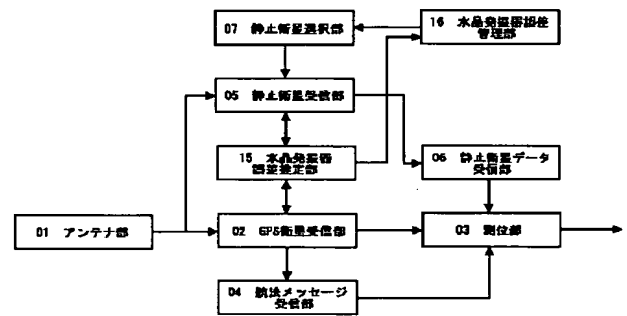 07 静止衛星選択部
16 水晶発振器誤差
管理部
05 静止衛星受信部
15 水晶発振器
誤差推定部
06 静止衛星データ
受信部
01 アンテナ部
02 GPS衛星受信部
03 測位部
04 航法メッセージ
受信部